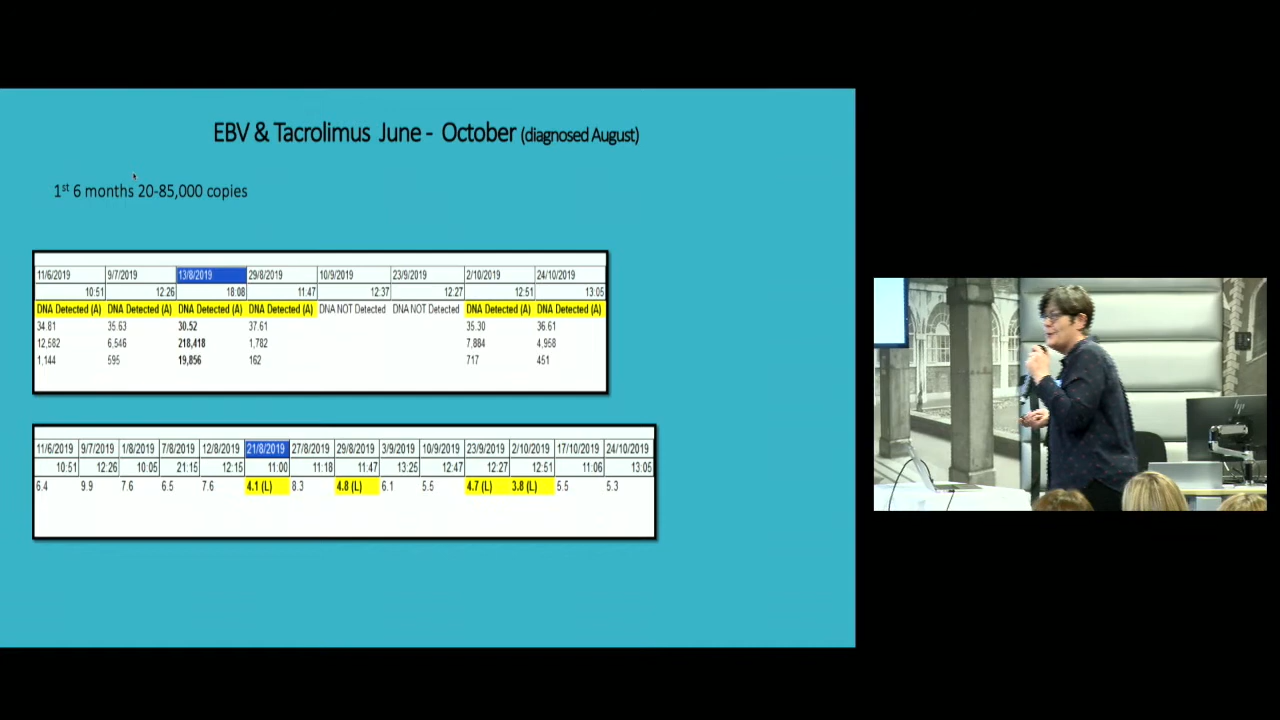 EBV & Tacrolimus June - October (diagnosed August)
1st 6 months 20-85,000 copies
11/6/2019 9/7/2019 13/8/2019 29/8/2019 10/9/2019 23/9/2019 2/10/2019 24/10/2019
10:51 12:26 18:08 11:47 12:37 12:27 12:51 13:05
DNA Detected (A) DNA Detected (A) DNA Detected (A) DNA Detected (A) DNA NOT Detected DNA NOT Detected DNA Detected (A) DNA Detected (A)
34.81 35.63 30.52 37.61 35.30 36.61
12,582 6,546 218,418 1,782 7,884 4,958
1,144 595 19,856 162 717 451
11/6/2019 9/7/2019 1/8/2019 7/8/2019 12/8/2019 21/8/2019 27/8/2019 29/8/2019 3/9/2019 10/9/2019 23/9/2019 2/10/2019 17/10/2019 24/10/2019
10:51 12:26 10:05 21:15 12:15 11:00 11:18 11:47 13:25 12:47 12:27 12:51 11:06 13:05
6.4 9.9 7.6 6.5 7.6 4.1 (L) 8.3 4.8 (L) 6.1 5.5 4.7 (L) 3.8 (L) 5.5 5.3
hp